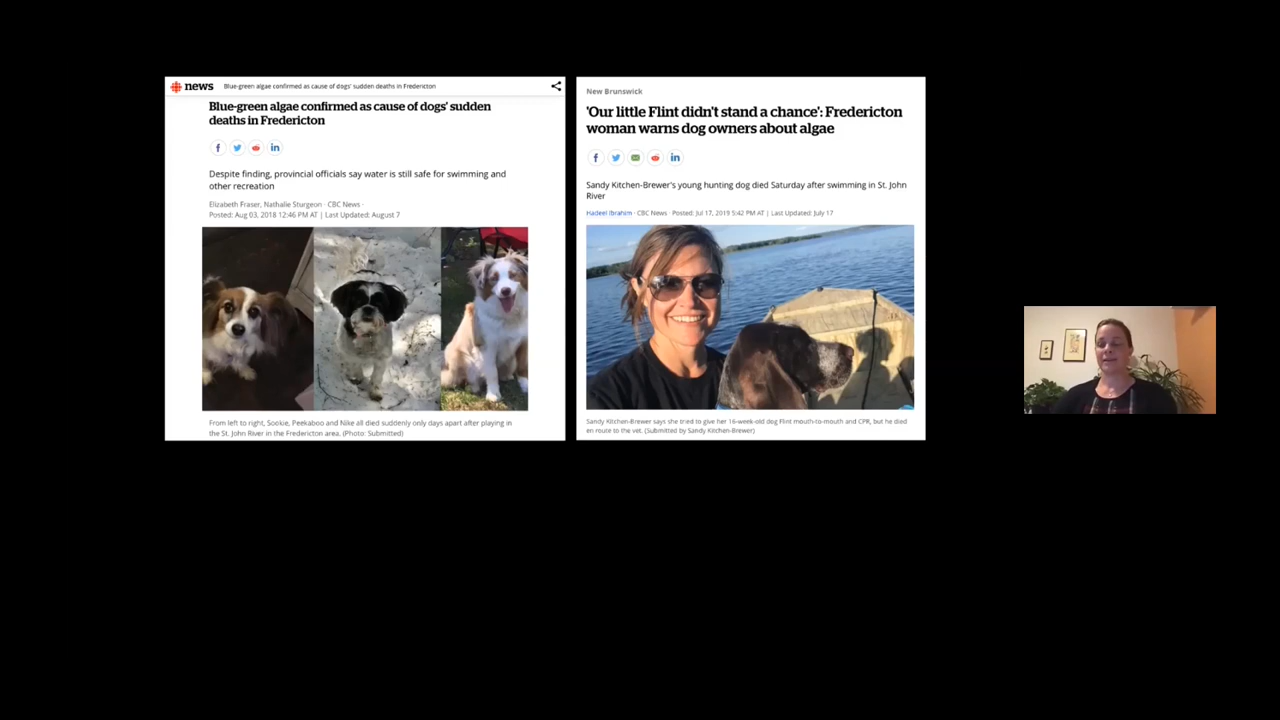 news
Blue-green algae confirmed as cause of dogs' sudden deaths in Fredericton
Blue-green algae confirmed as cause of dogs' sudden
deaths in Fredericton
Despite finding, provincial officials say water is still safe for swimming and
other recreation
Elizabeth Fraser, Nathalie Sturgeon · CBC News ·
Posted: Aug 03, 2018 12:46 PM AT | Last Updated: August 7
From left to right, Sookie, Peekaboo and Nike all died suddenly only days apart after playing in
the St. John River in the Fredericton area. (Photo: Submitted)
New Brunswick
'Our little Flint didn't stand a chance': Fredericton
woman warns dog owners about algae
Sandy Kitchen-Brewer's young hunting dog died Saturday after swimming in St. John
River
Hadeel Ibrahim · CBC News · Posted: Jul 17, 2019 5:42 PM AT | Last Updated: July 17
Sandy Kitchen-Brewer says she tried to give her 16-week-old dog Flint mouth-to-mouth and CPR, but he died
en route to the vet. (Submitted by Sandy Kitchen-Brewer)